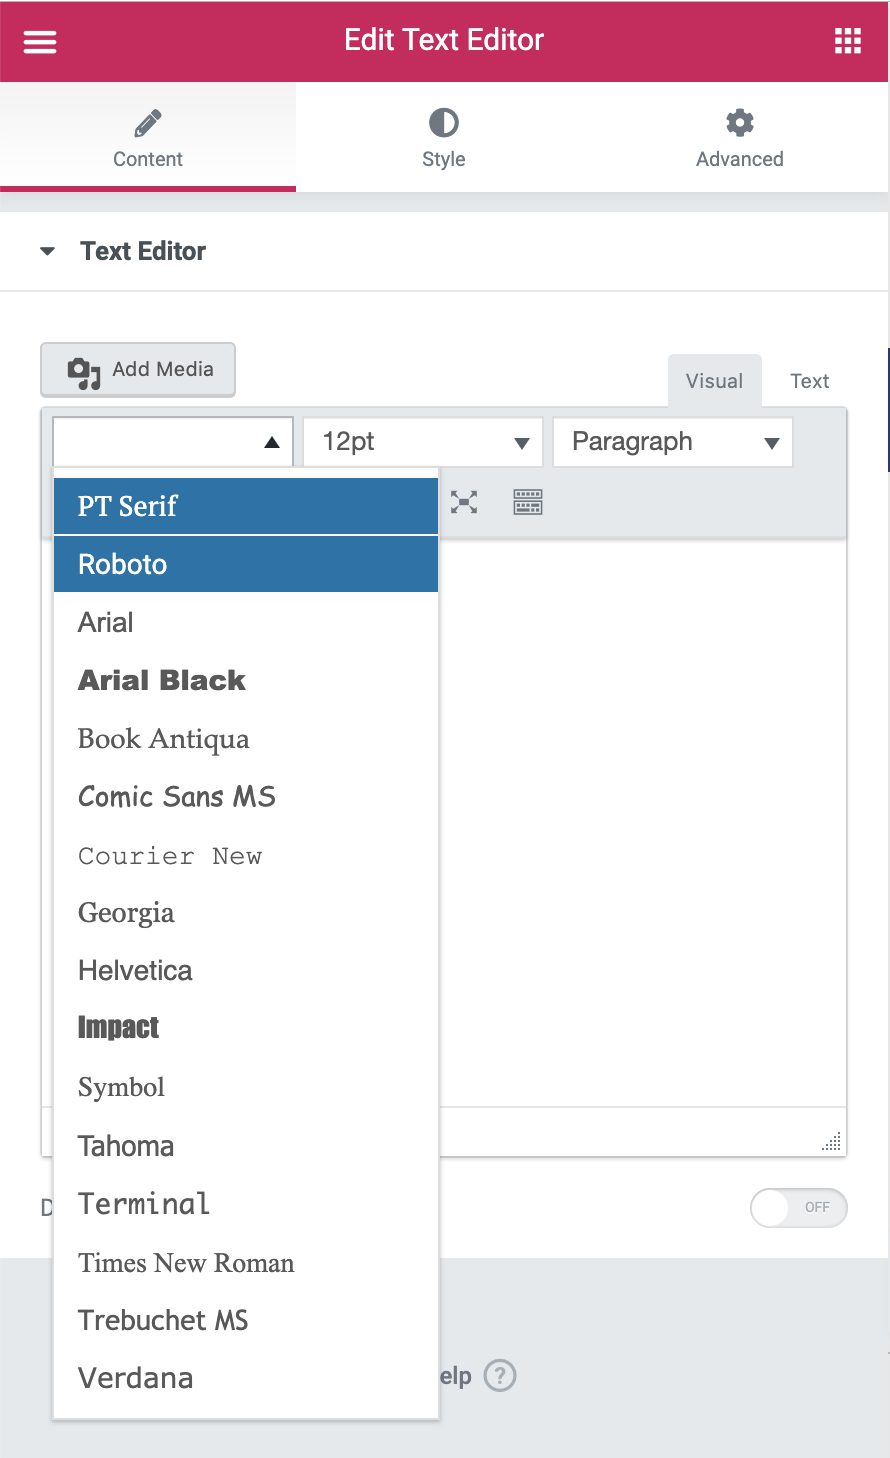 Edit Text Editor
Content
Style
Advanced
Text Editor
Add Media
Visual
Text
12pt
Paragraph
PT Serif
Roboto
Arial
Arial Black
Book Antiqua
Comic Sans MS
Courier New
Georgia
Helvetica
Impact
Symbol
Tahoma
D
OFF
Terminal
Times New Roman
Trebuchet MS
Verdana
elp ?